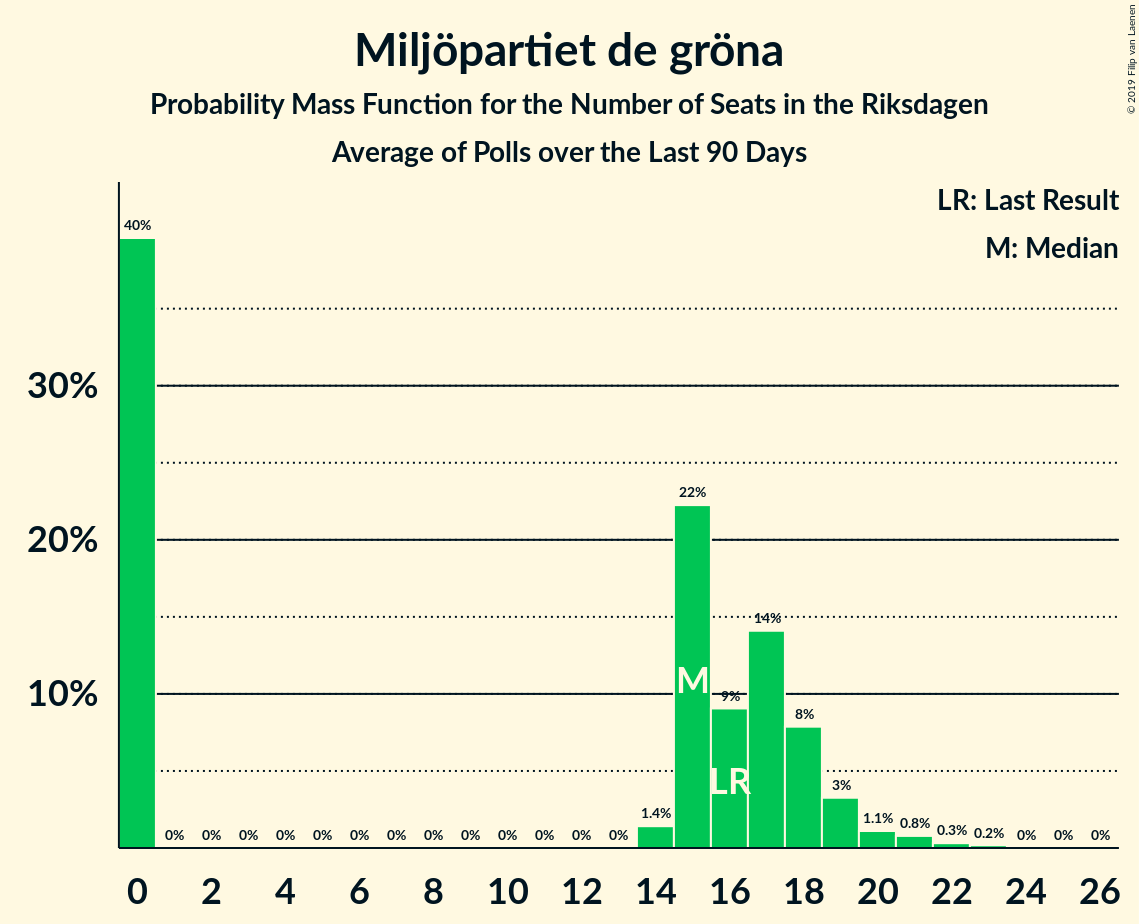 Miljöpartiet de gröna
Probability Mass Function for the Number of Seats in the Riksdagen
Average of Polls over the Last 90 Days
© 2019 Filip van Laenen
LR: Last Result
M: Median
40%
30%
22%
20%
14%
M
10%
9%
8%
LR
3%
0% 0% 0% 0% 0% 0% 0% 0% 0% 0% 0% 0% 0% 1.4% 1.1% 0.8% 0.3% 0.2% 0% 0% 0%
0 2 4 6 8 10 12 14 16 18 20 22 24 26